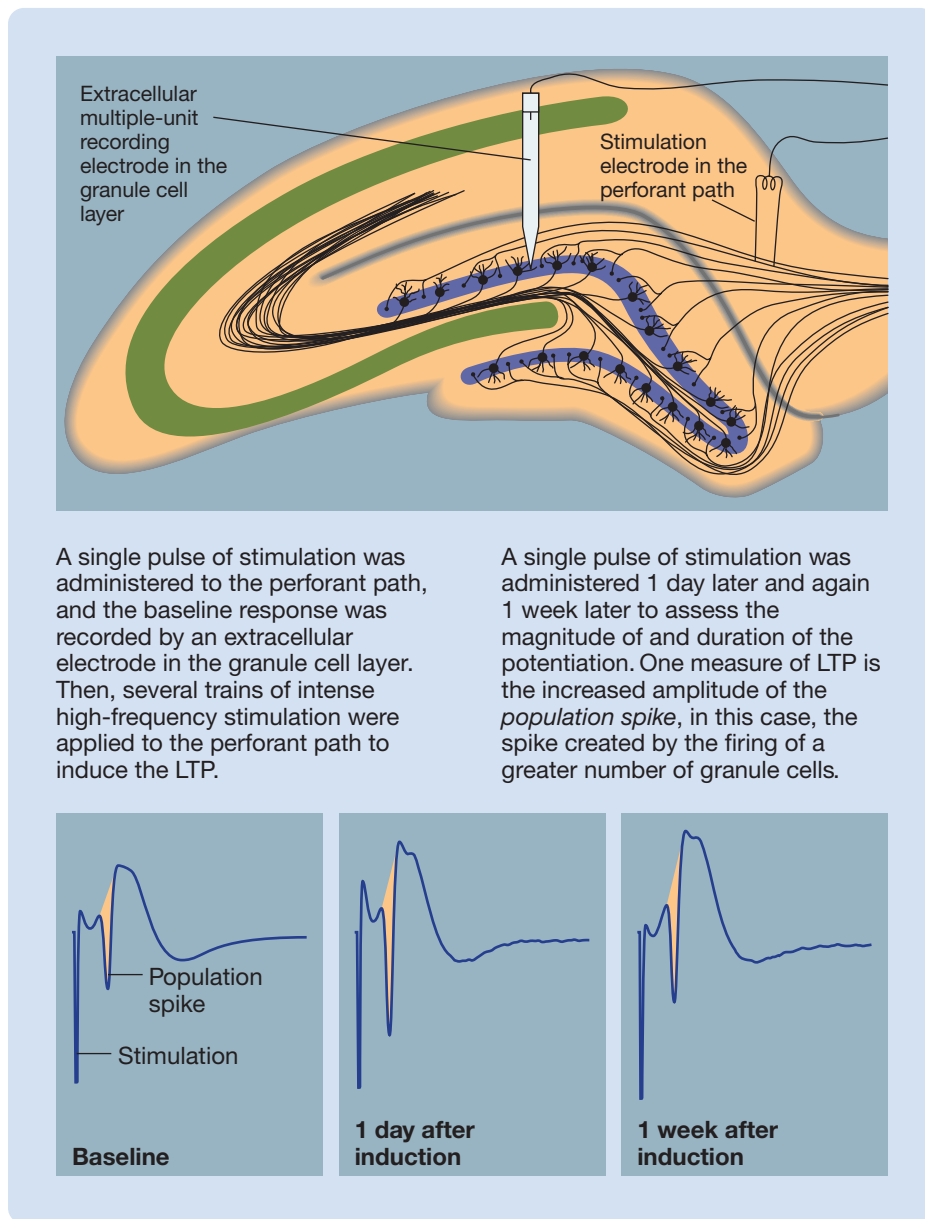 Extracellular
multiple-unit
recording
electrode in the
granule cell
layer
Stimulation
electrode in the
perforant path
A single pulse of stimulation was
administered to the perforant path,
and the baseline response was
recorded by an extracellular
electrode in the granule cell layer.
Then, several trains of intense
high-frequency stimulation were
applied to the perforant path to
induce the LTP.
A single pulse of stimulation was
administered 1 day later and again
1 week later to assess the
magnitude of and duration of the
potentiation. One measure of LTP is
the increased amplitude of the
population spike, in this case, the
spike created by the firing of a
greater number of granule cells.
Population
spike
Stimulation
Baseline
1 day after
induction
1 week after
induction